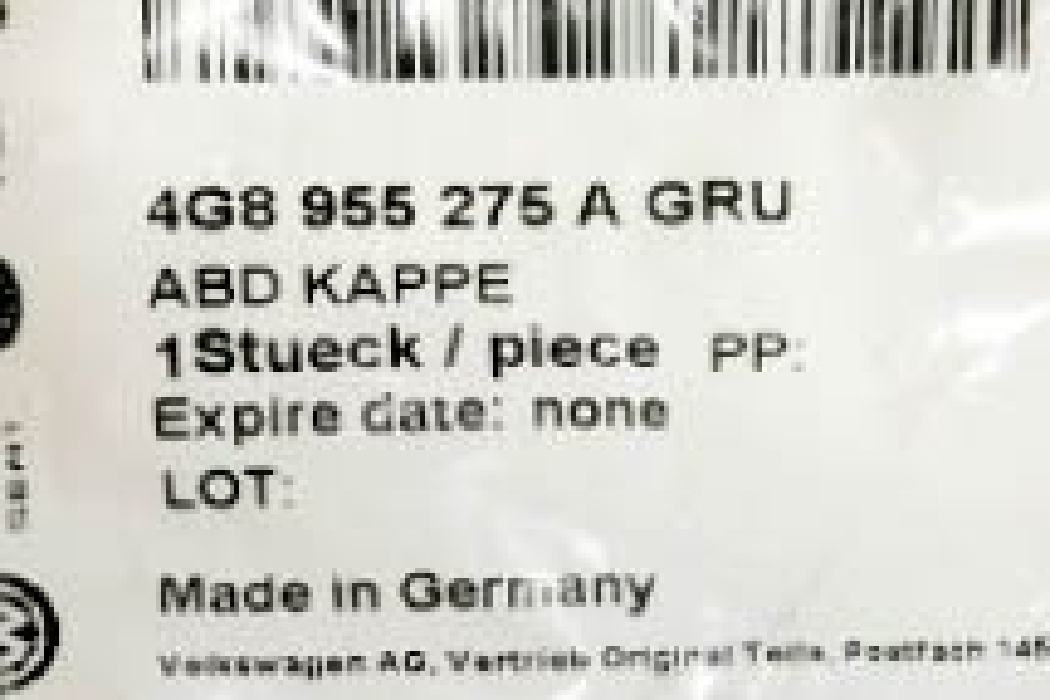 4G8 955 275 A GRU
ABD KAPPE
1Stueck / piece PP:
Expire date: none
LOT:
Made in Germany
Volkswagen AG, Vertrieb Original Teile, Postfach